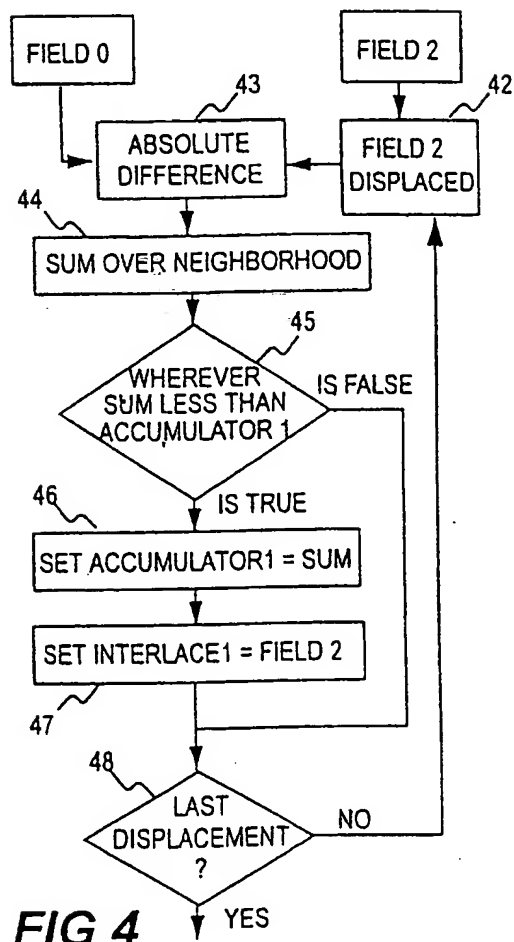 FIELD 0
FIELD 2
43
42
ABSOLUTE
DIFFERENCE
FIELD 2
DISPLACED
44
SUM OVER NEIGHBORHOOD
45
WHEREVER
SUM LESS THAN
ACCUMULATOR 1
IS FALSE
IS TRUE
46
SET ACCUMULATOR1 = SUM
SET INTERLACE1 = FIELD 2
47
48
LAST
DISPLACEMENT
?
NO
YES
FIG 4